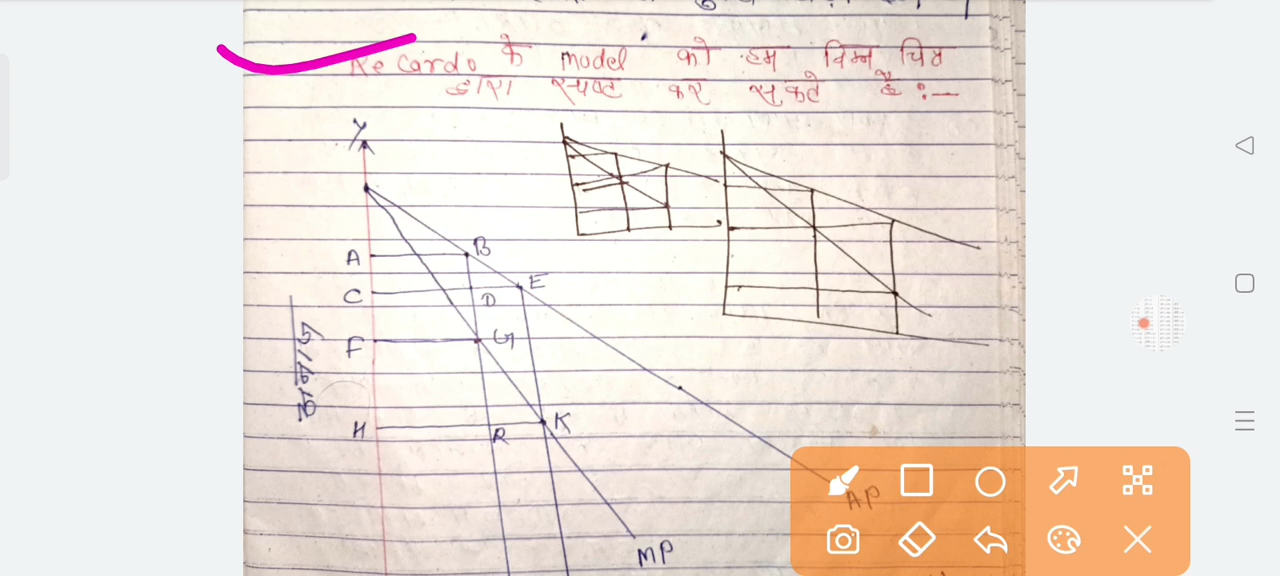 Recardo के model को हम निम्न चित्र
द्वारा स्पष्ट कर सकते है :-
Y
A
B
C
D
E
F
G
H
R
K
AP
MP